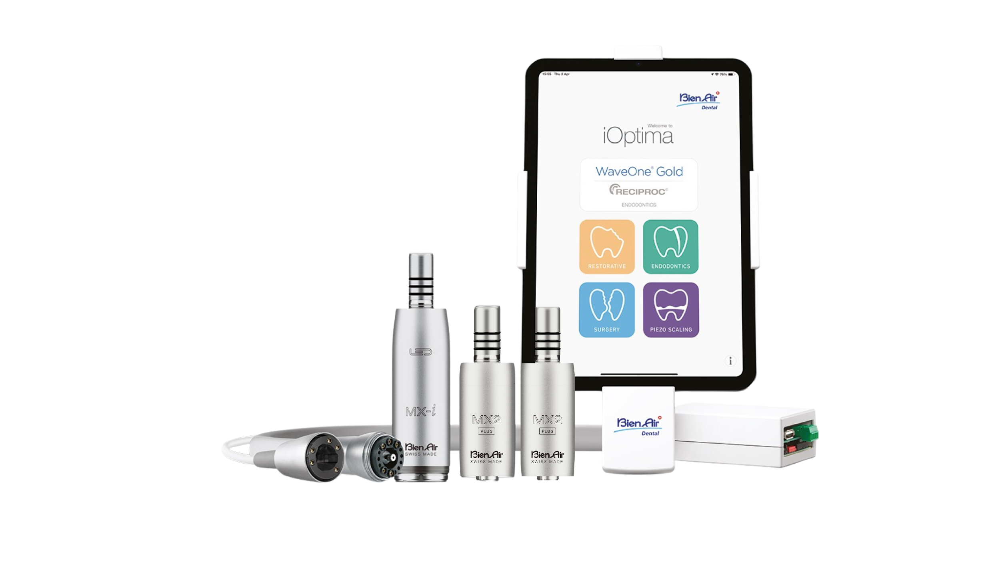 15:55 Thu 3 Apr
76%
Bien Air
Dental
Welcome to
iOptima
WaveOne® Gold
RECIPROC®
ENDODONTICS
RESTORATIVE
ENDODONTICS
SURGERY
PIEZO SCALING
i
LED
MX-i
Bien Air
SWISS MADE
MX2
PLUS
Bien Air
SWISS MADE
MX2
PLUS
Bien Air
SWISS MADE
Bien Air
Dental